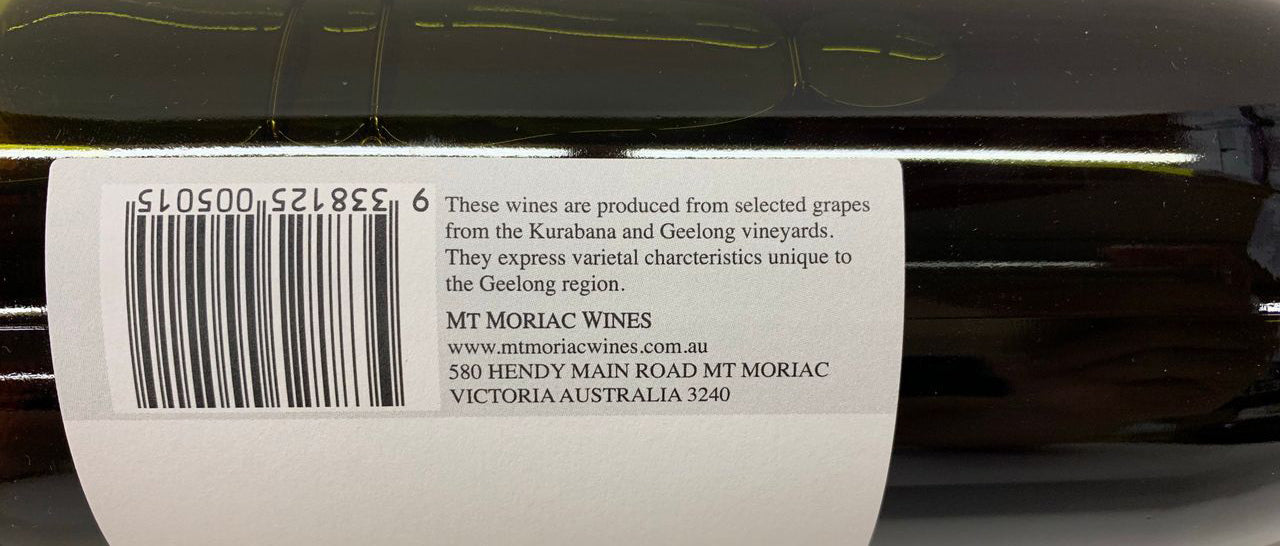 9 338125 005015
These wines are produced from selected grapes
from the Kurabana and Geelong vineyards.
They express varietal charcteristics unique to
the Geelong region.
MT MORIAC WINES
www.mtmoriacwines.com.au
580 HENDY MAIN ROAD MT MORIAC
VICTORIA AUSTRALIA 3240